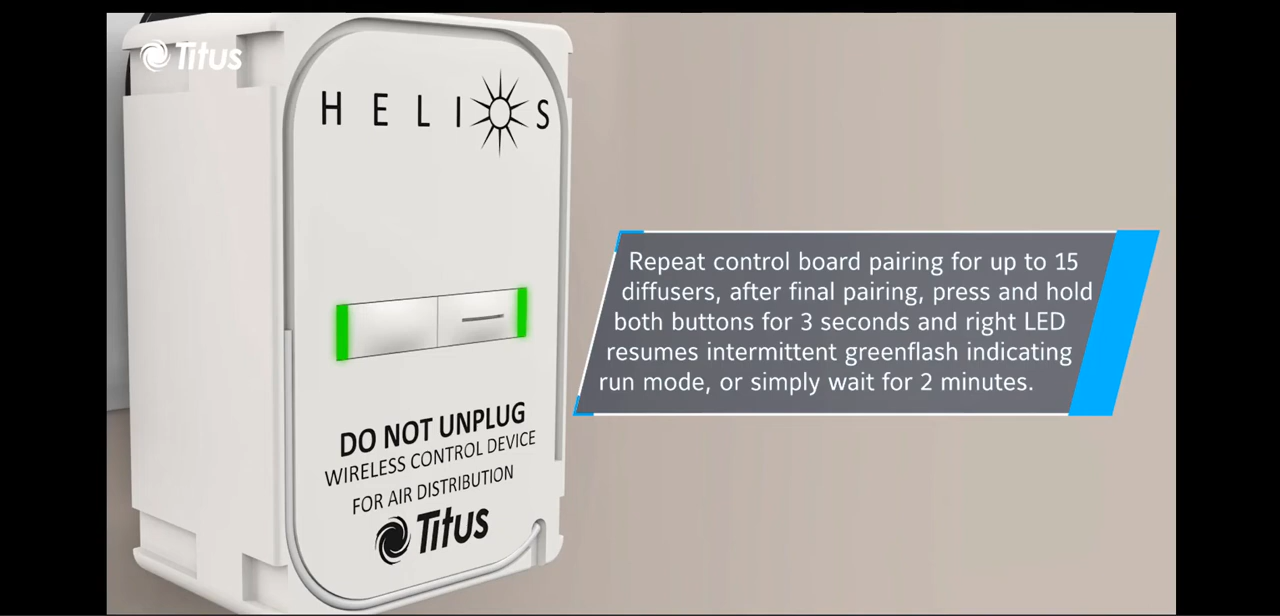 Titus
HELIOS
Repeat control board pairing for up to 15
diffusers, after final pairing, press and hold
both buttons for 3 seconds and right LED
resumes intermittent greenflash indicating
run mode, or simply wait for 2 minutes.
DO NOT UNPLUG
WIRELESS CONTROL DEVICE
FOR AIR DISTRIBUTION
Titus